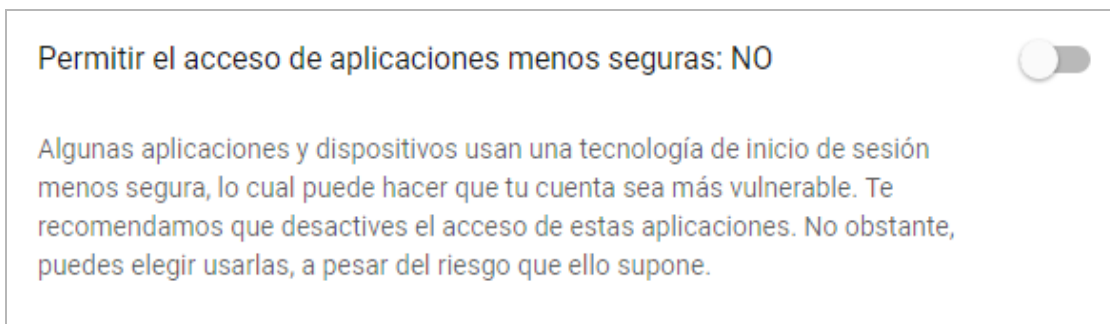 Permitir el acceso de aplicaciones menos seguras: NO
Algunas aplicaciones y dispositivos usan una tecnología de inicio de sesión
menos segura, lo cual puede hacer que tu cuenta sea más vulnerable. Te
recomendamos que desactives el acceso de estas aplicaciones. No obstante,
puedes elegir usarlas, a pesar del riesgo que ello supone.